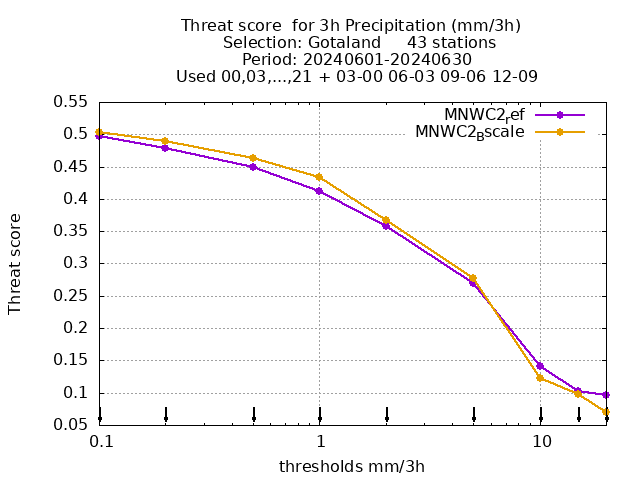 Threat score  for 3h Precipitation (mm/3h)
Selection: Gotaland     43 stations
Period: 20240601-20240630
Used 00,03,...,21 + 03-00 06-03 09-06 12-09
MNWC2ref
MNWC2Bscale
0.55
0.5
0.45
0.4
0.35
0.3
0.25
0.2
0.15
0.1
0.05
Threat score
0.1 1 10
thresholds mm/3h